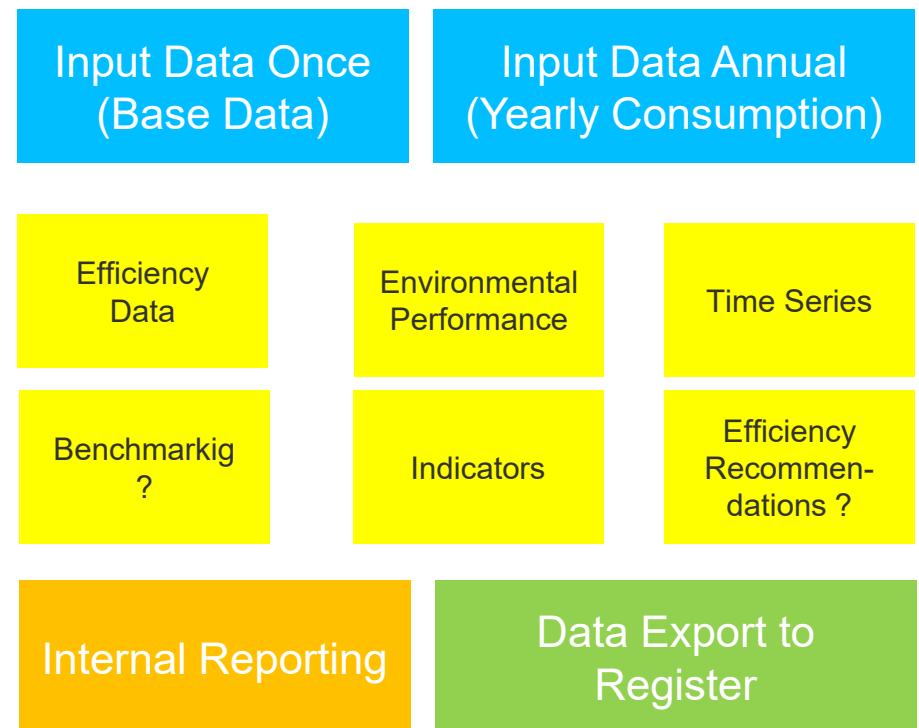 Input Data Once
(Base Data)
Input Data Annual
(Yearly Consumption)
Efficiency
Data
Environmental
Performance
Time Series
Benchmarkig
?
Indicators
Efficiency
Recommen-
dations ?
Internal Reporting
Data Export to
Register